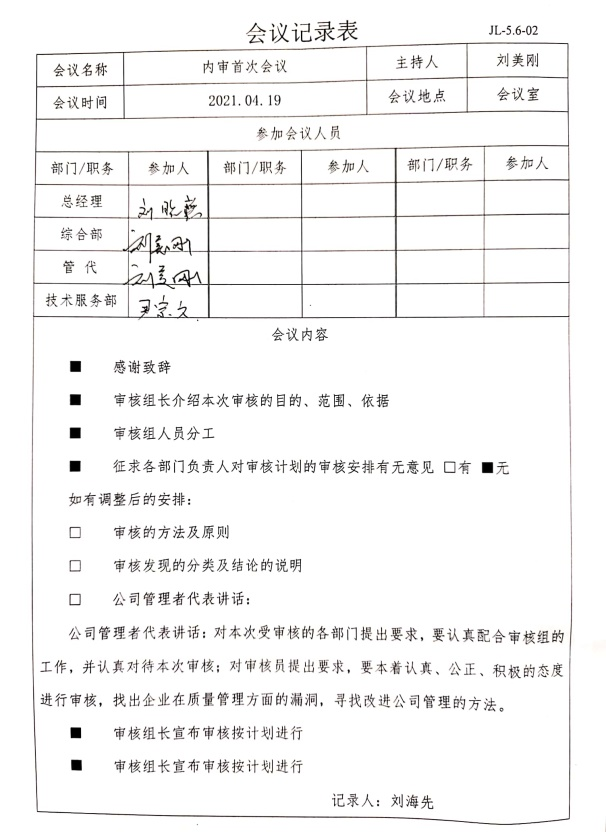 会议记录表 JL-5.6-02
会议名称 内审首次会议 主持人 刘美刚
会议时间 2021.04.19 会议地点 会议室
参加会议人员
部门/职务 参加人 部门/职务 参加人 部门/职务 参加人
总经理 刘晓燕
综合部 刘美刚
管 代 刘美刚
技术服务部 尹宗文
会议内容
■ 感谢致辞
■ 审核组长介绍本次审核的目的、范围、依据
■ 审核组人员分工
■ 征求各部门负责人对审核计划的审核安排有无意见 □有 ■无
如有调整后的安排：
□ 审核的方法及原则
□ 审核发现的分类及结论的说明
□ 公司管理者代表讲话：
公司管理者代表讲话：对本次受审核的各部门提出要求，要认真配合审核组的
工作，并认真对待本次审核；对审核员提出要求，要本着认真、公正、积极的态度
进行审核，找出企业在质量管理方面的漏洞，寻找改进公司管理的方法。
■ 审核组长宣布审核按计划进行
■ 审核组长宣布审核按计划进行
记录人：刘海先